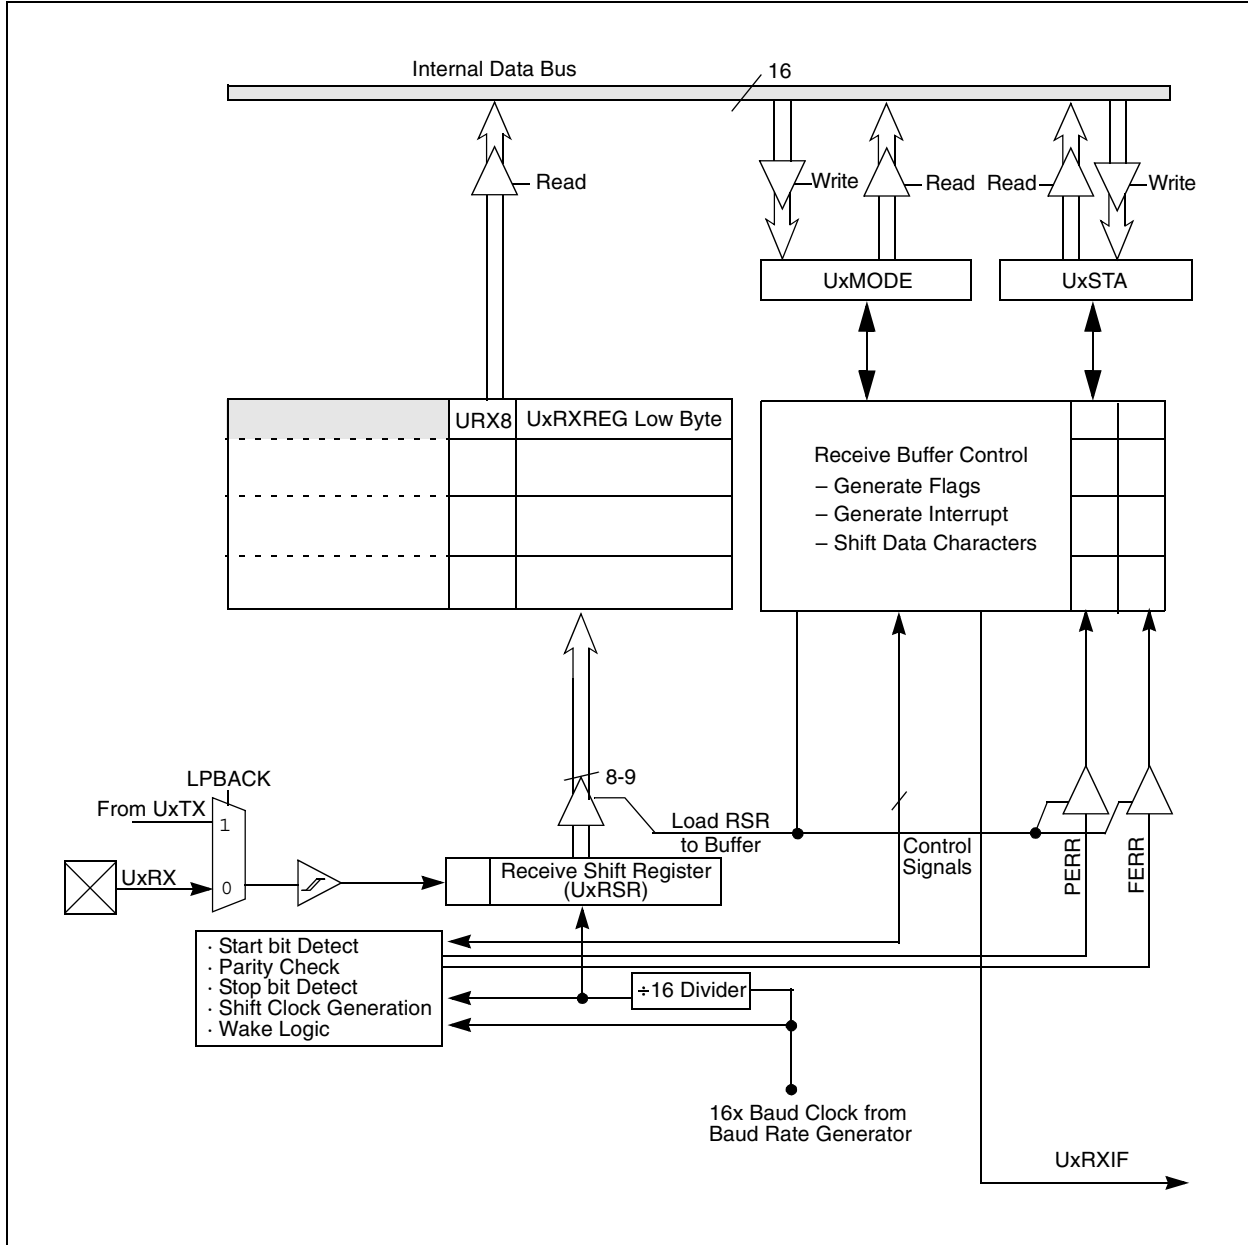 Internal Data Bus
16
Read
Write
Read
Read
Write
UxMODE
UxSTA
URX8
UxRXREG Low Byte
Receive Buffer Control
– Generate Flags
– Generate Interrupt
– Shift Data Characters
LPBACK
From UxTX
1
UxRX
0
8-9
Load RSR
to Buffer
Control
Signals
PERR
FERR
Receive Shift Register
(UxRSR)
· Start bit Detect
· Parity Check
· Stop bit Detect
· Shift Clock Generation
· Wake Logic
÷16 Divider
16x Baud Clock from
Baud Rate Generator
UxRXIF